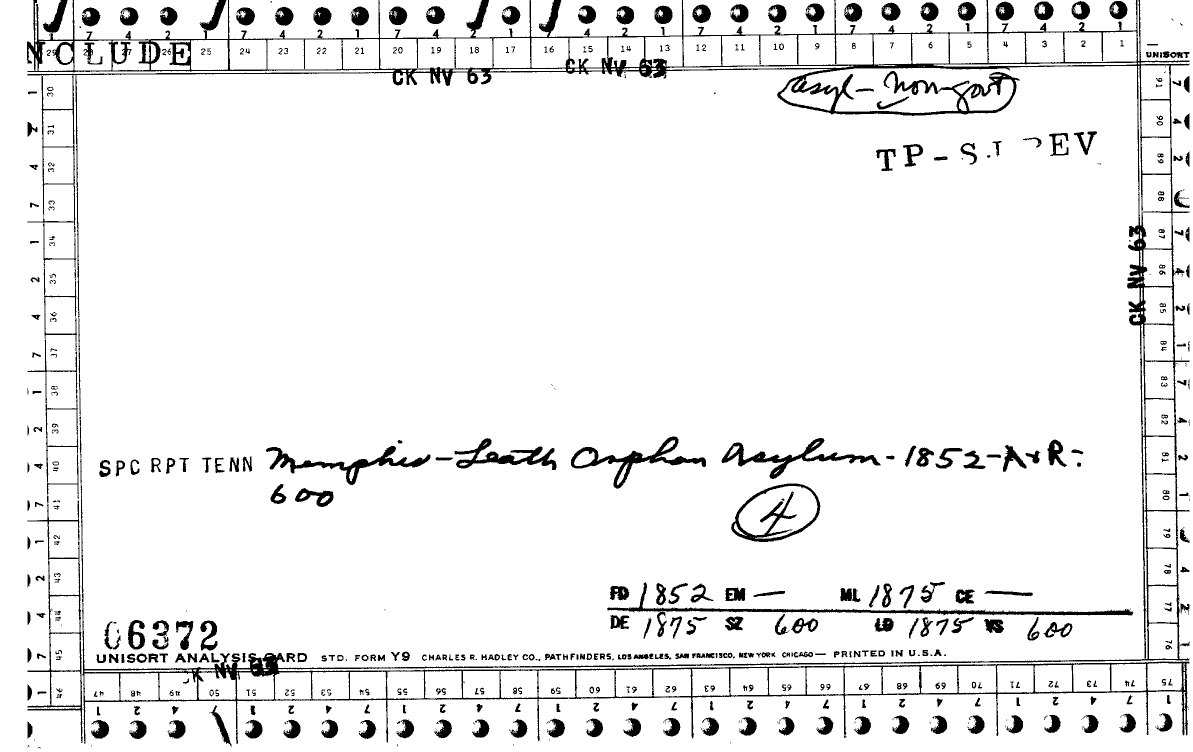 7 4 2 1 7 4 2 1 7 4 2 1 7 4 2 1 7 4 2 1 7 4 2 1 7 4 2 1
NCLUDE
29 28 27 26 25 24 23 22 21 20 19 18 17 16 15 14 13 12 11 10 9 8 7 6 5 4 3 2 1
UNISORT
CK NV 63 CK NV 63
asyl - non-govt
TP-S
EV
CK NV 63
30 31 32 33 34 35 36 37 38 39 40 41 42 43 44 45 46
91 90 89 88 87 86 85 84 83 82 81 80 79 78 77 76 75
SPC RPT TENN Memphis - Leath Orphan Asylum - 1852 - A & R:
600
4
FD 1852 EM — ML 1875 CE —
DE 1875 SZ 600 LD 1875 VS 600
06372
UNISORT ANALYSIS CARD STD. FORM Y9 CHARLES R. HADLEY CO., PATHFINDERS, LOS ANGELES, SAN FRANCISCO, NEW YORK CHICAGO — PRINTED IN U.S.A.
CK NV 63
47 48 49 50 51 52 53 54 55 56 57 58 59 60 61 62 63 64 65 66 67 68 69 70 71 72 73 74
1 2 4 7 1 2 4 7 1 2 4 7 1 2 4 7 1 2 4 7 1 2 4 7 1 2 4 7